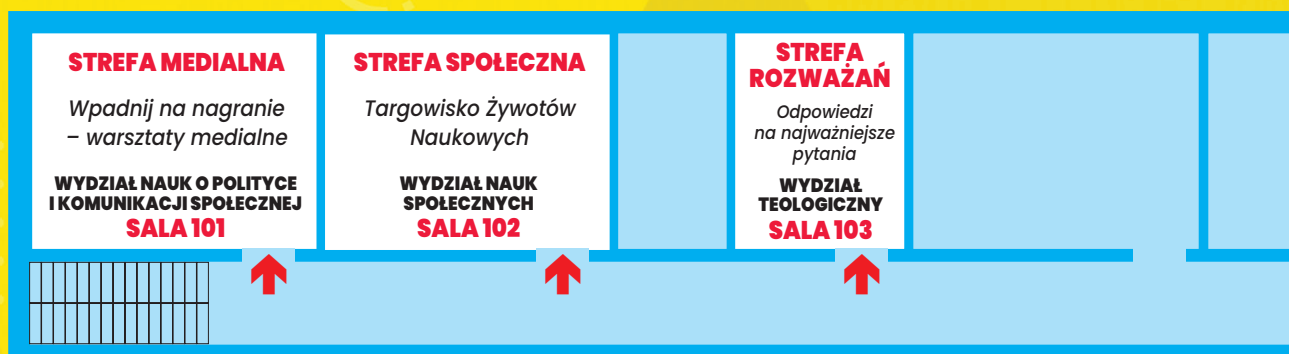 STREFA MEDIALNA
Wpadnij na nagranie
– warsztaty medialne
WYDZIAŁ NAUK O POLITYCE
I KOMUNIKACJI SPOŁECZNEJ
SALA 101
STREFA SPOŁECZNA
Targowisko Żywotów
Naukowych
WYDZIAŁ NAUK
SPOŁECZNYCH
SALA 102
STREFA
ROZWAŻAŃ
Odpowiedzi
na najważniejsze
pytania
WYDZIAŁ
TEOLOGICZNY
SALA 103